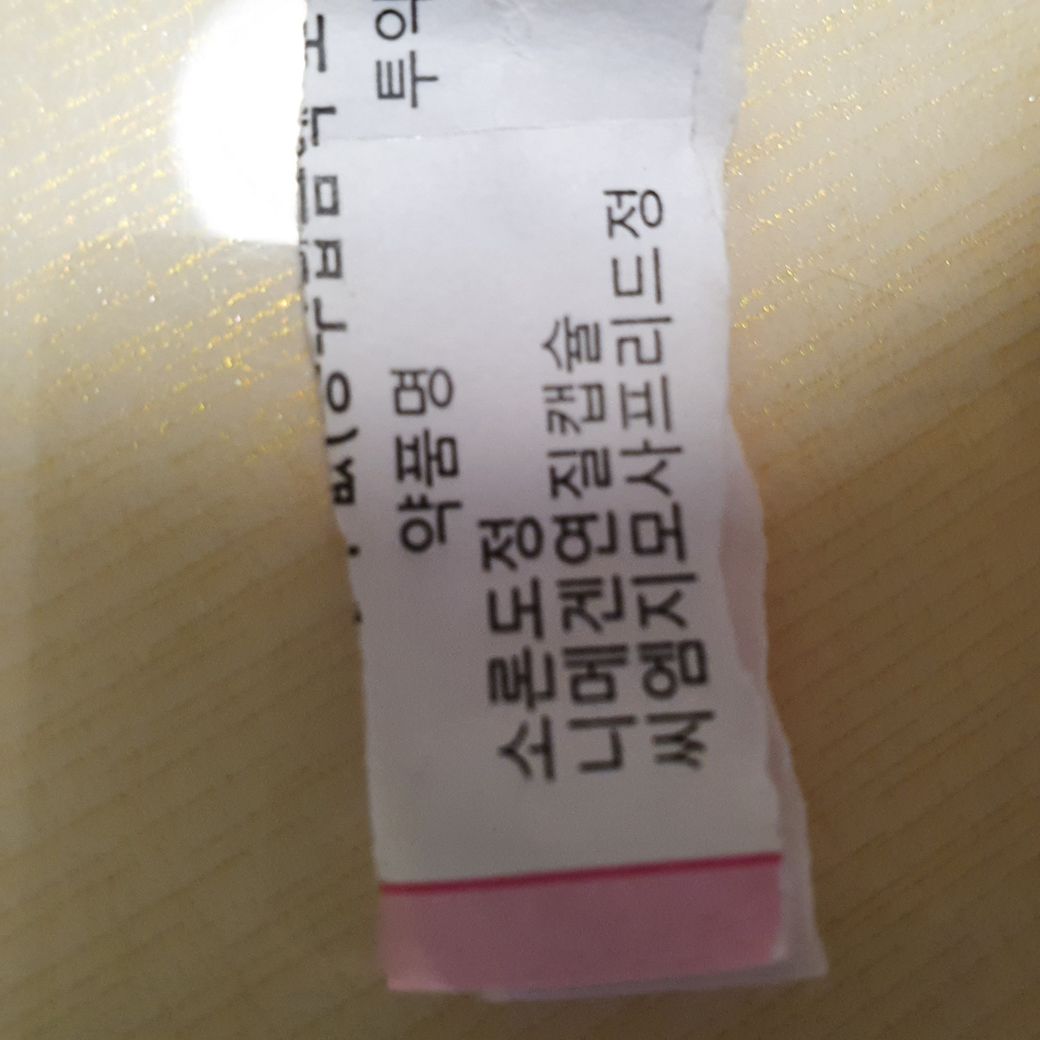 투약
약품명
소론도정
니메겐연질캡슐
씨엠지모사프리드정